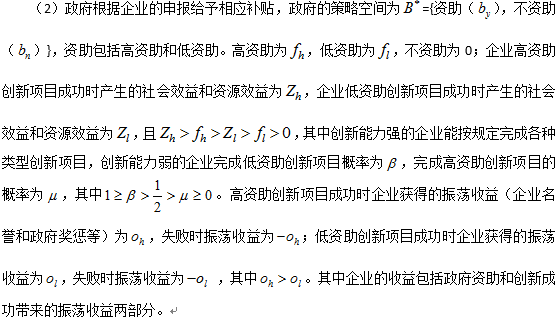 （2）政府根据企业的申报给予相应补贴，政府的策略空间为 B*={资助（b_y），不资助
（b_n）}，资助包括高资助和低资助。高资助为 f_h，低资助为 f_l，不资助为 0；企业高资助
创新项目成功时产生的社会效益和资源效益为 Z_h，企业低资助创新项目成功时产生的社会
效益和资源效益为 Z_l，且 Z_h > f_h > Z_l > f_l > 0，其中创新能力强的企业能按规定完成各种
类型创新项目，创新能力弱的企业完成低资助创新项目概率为 β，完成高资助创新项目的
概率为 μ，其中 1 ≥ β > 1/2 > μ ≥ 0。高资助创新项目成功时企业获得的振荡收益（企业名
誉和政府奖惩等）为 o_h，失败时振荡收益为 −o_h；低资助创新项目成功时企业获得的振荡
收益为 o_l，失败时振荡收益为 −o_l ，其中 o_h > o_l。其中企业的收益包括政府资助和创新成
功带来的振荡收益两部分。↵